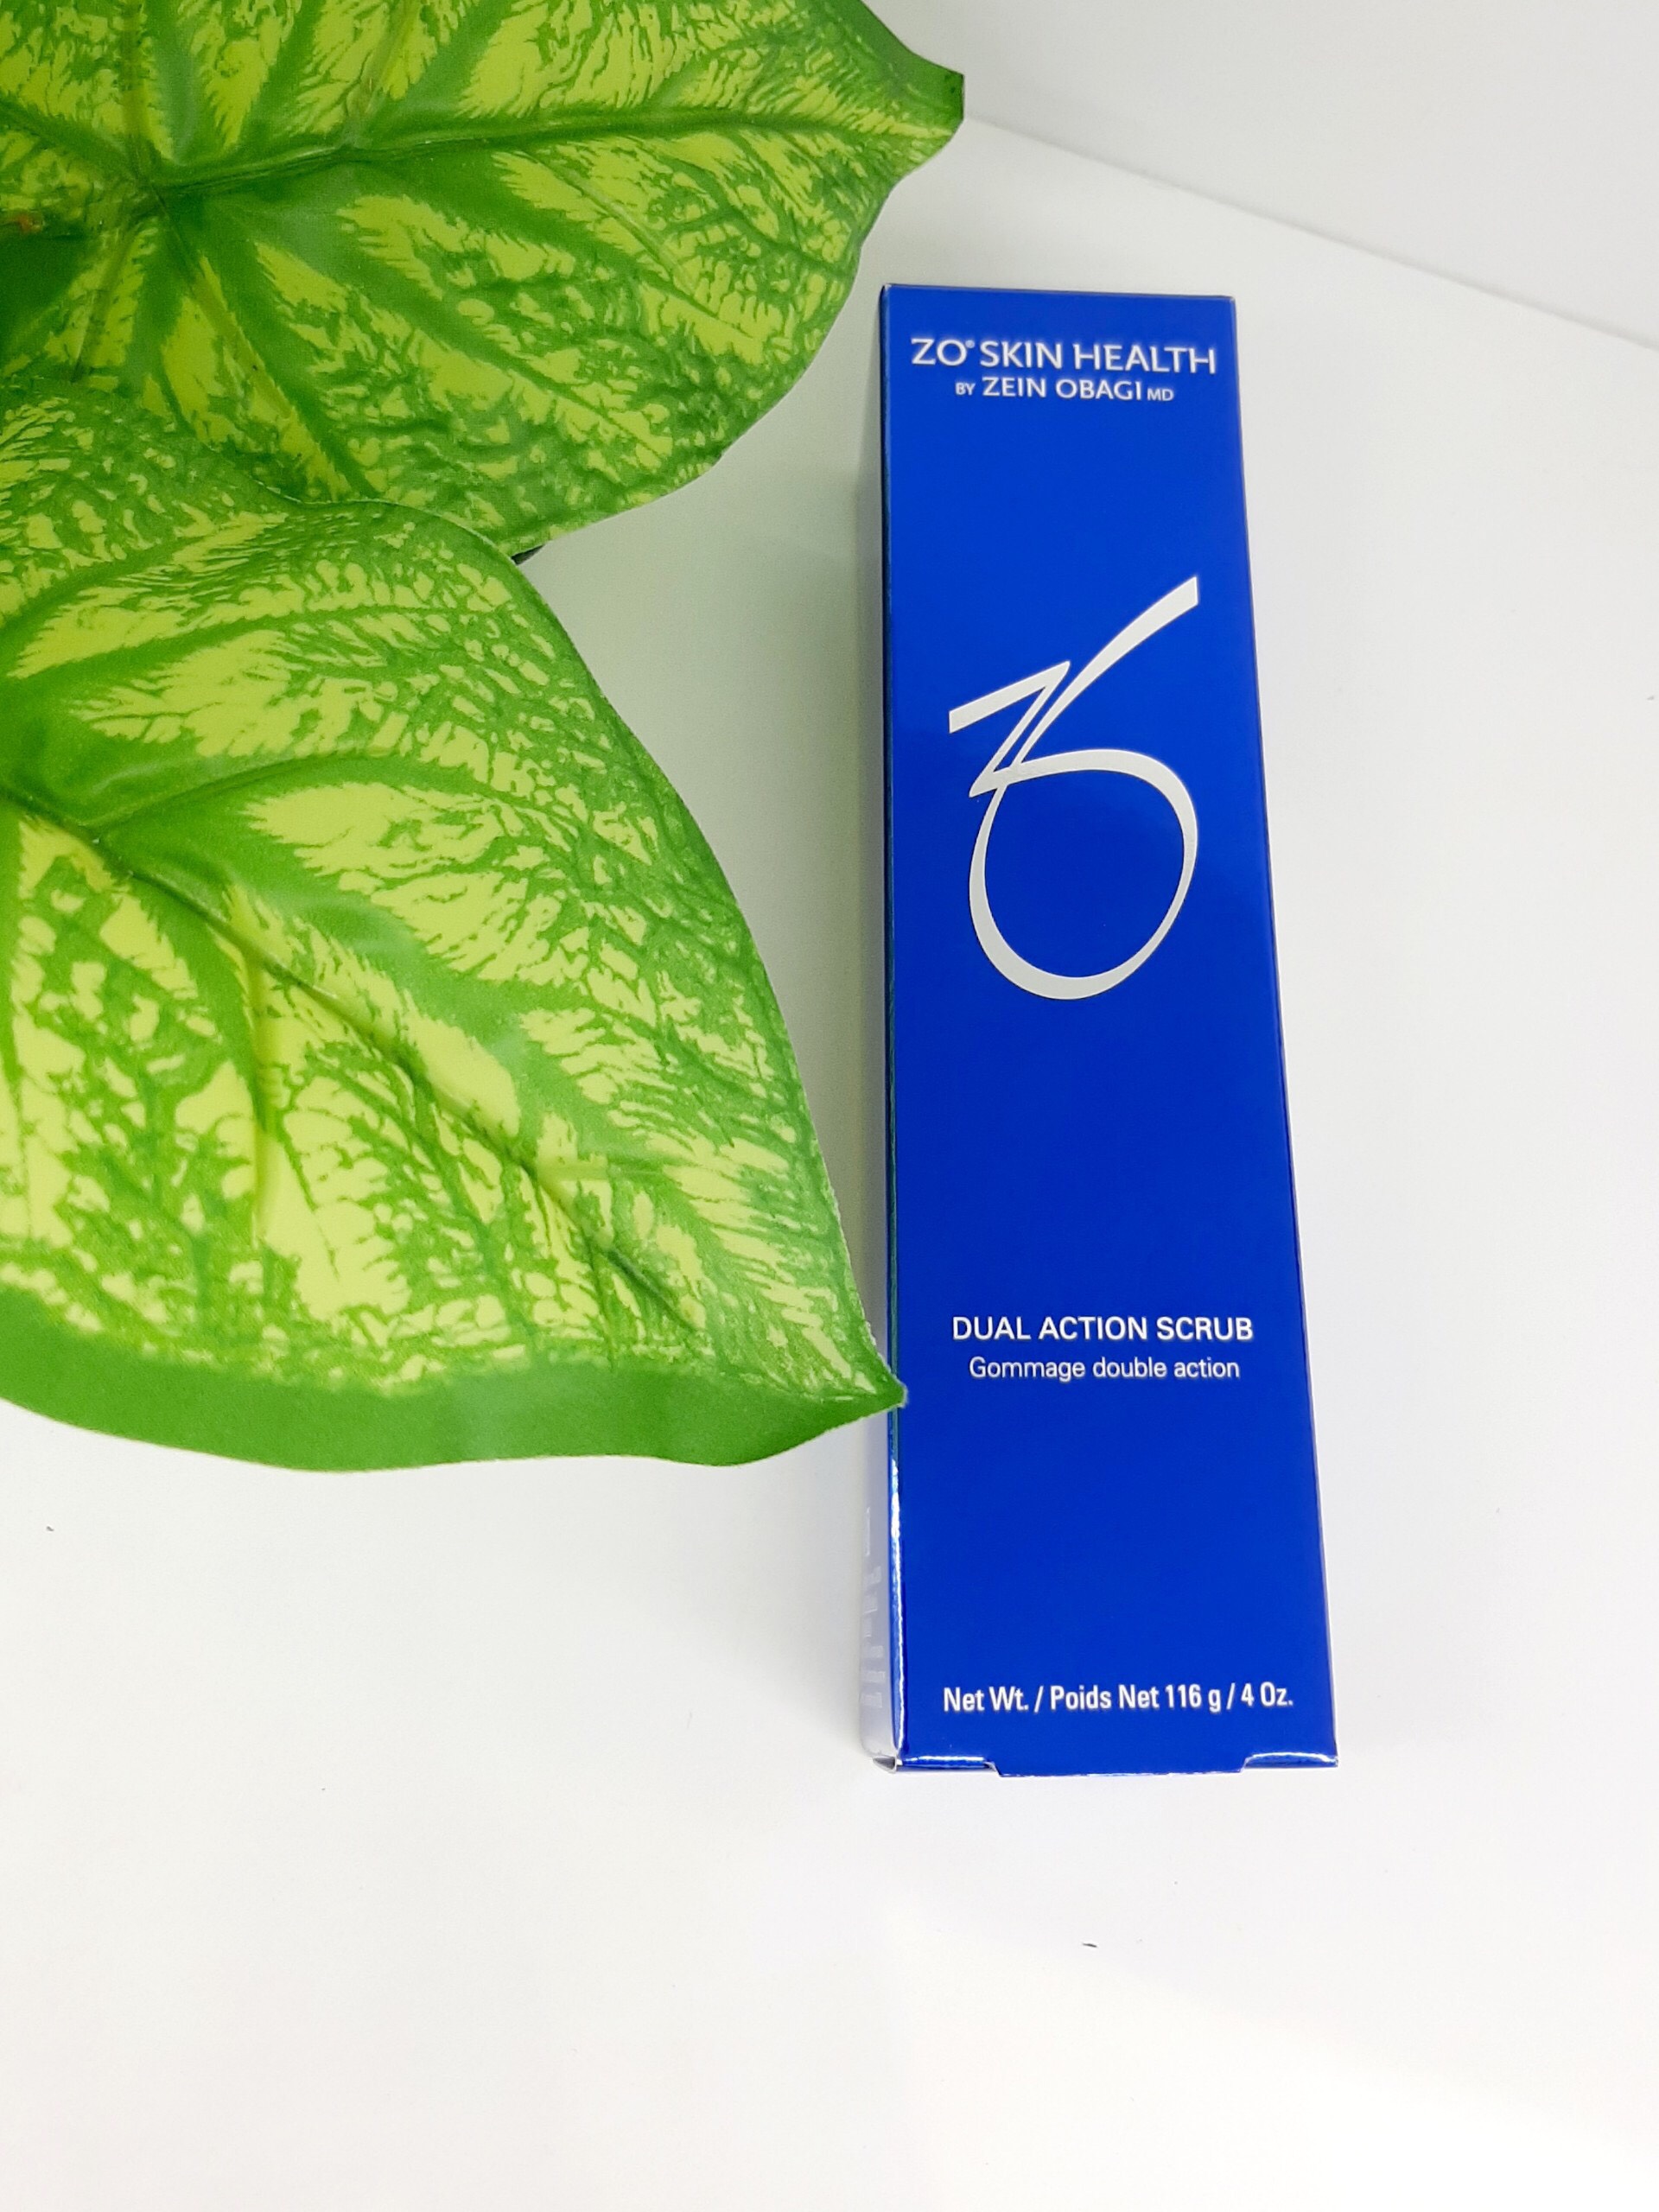 ZO® SKIN HEALTH
BY ZEIN OBAGI MD
ZO
DUAL ACTION SCRUB
Gommage double action
Net Wt. / Poids Net 116 g / 4 Oz.